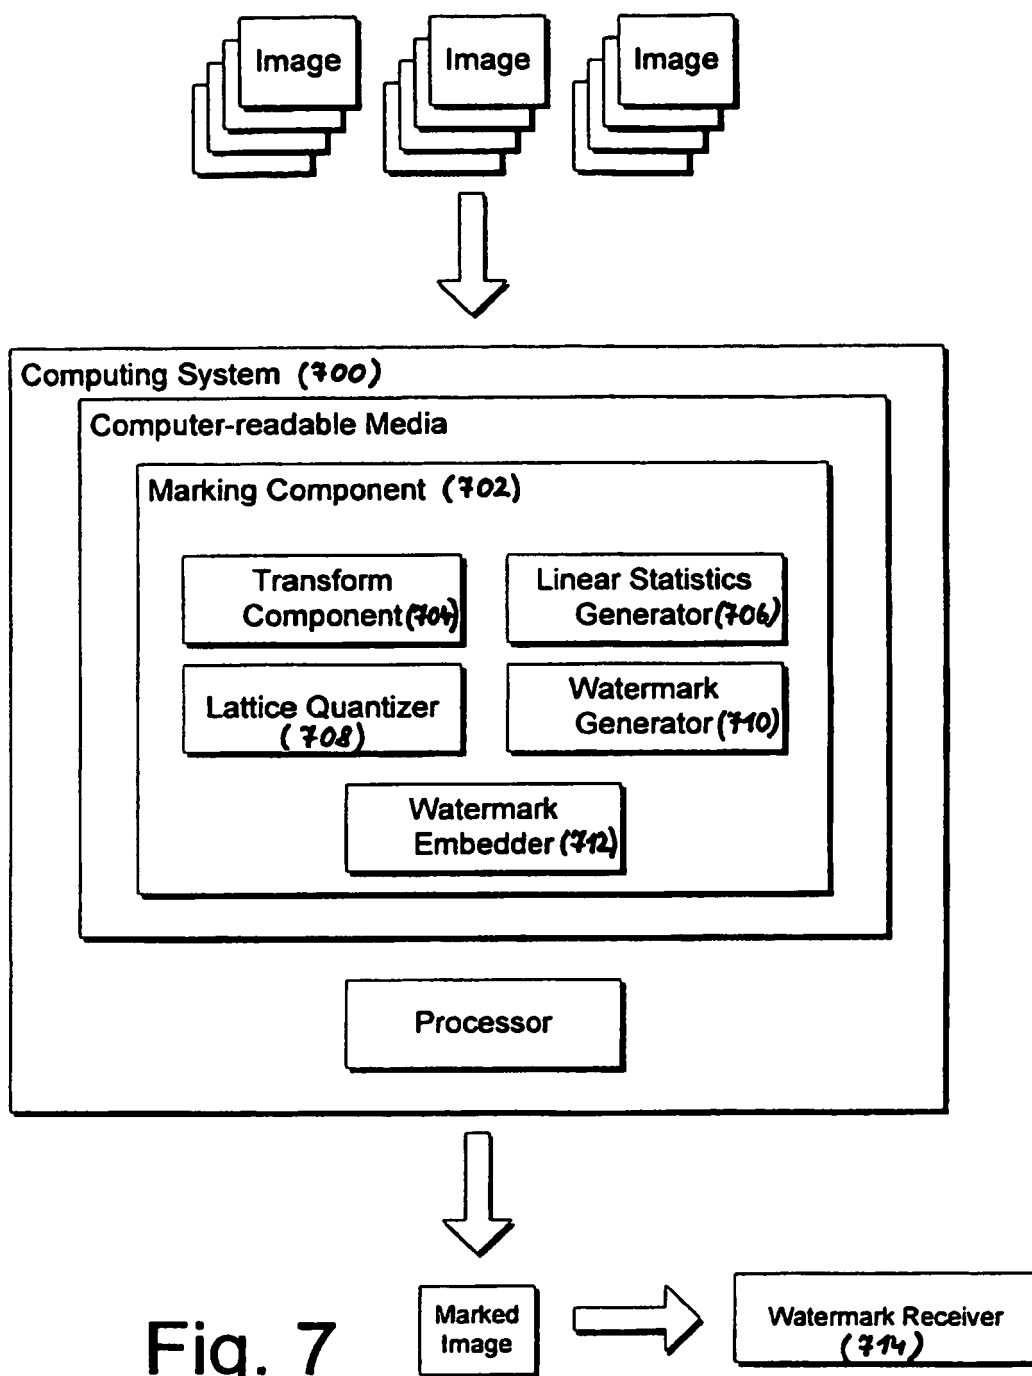 Image
Image
Image
Computing System (700)
Computer-readable Media
Marking Component (702)
Transform
Component (704)
Linear Statistics
Generator (706)
Lattice Quantizer
(708)
Watermark
Generator (710)
Watermark
Embedder (712)
Processor
Marked
Image
Watermark Receiver
(714)
Fig. 7